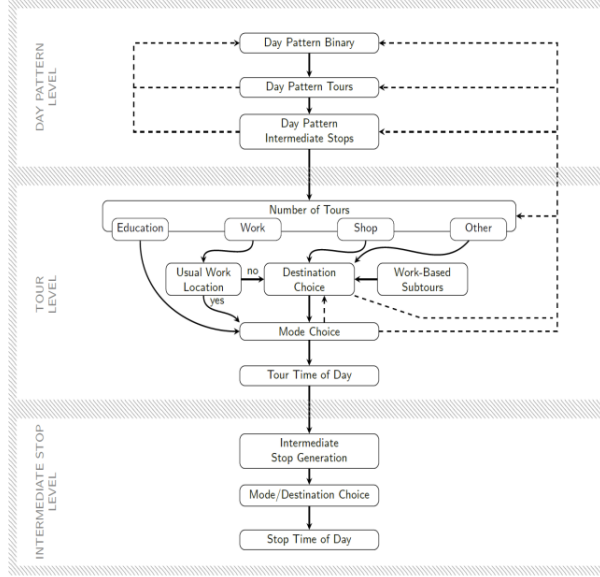 DAY PATTERN
LEVEL
Day Pattern Binary
Day Pattern Tours
Day Pattern
Intermediate Stops
TOUR
LEVEL
Number of Tours
Education
Work
Shop
Other
Usual Work
Location
no
Destination
Choice
Work-Based
Subtours
yes
Mode Choice
Tour Time of Day
INTERMEDIATE STOP
LEVEL
Intermediate
Stop Generation
Mode/Destination Choice
Stop Time of Day